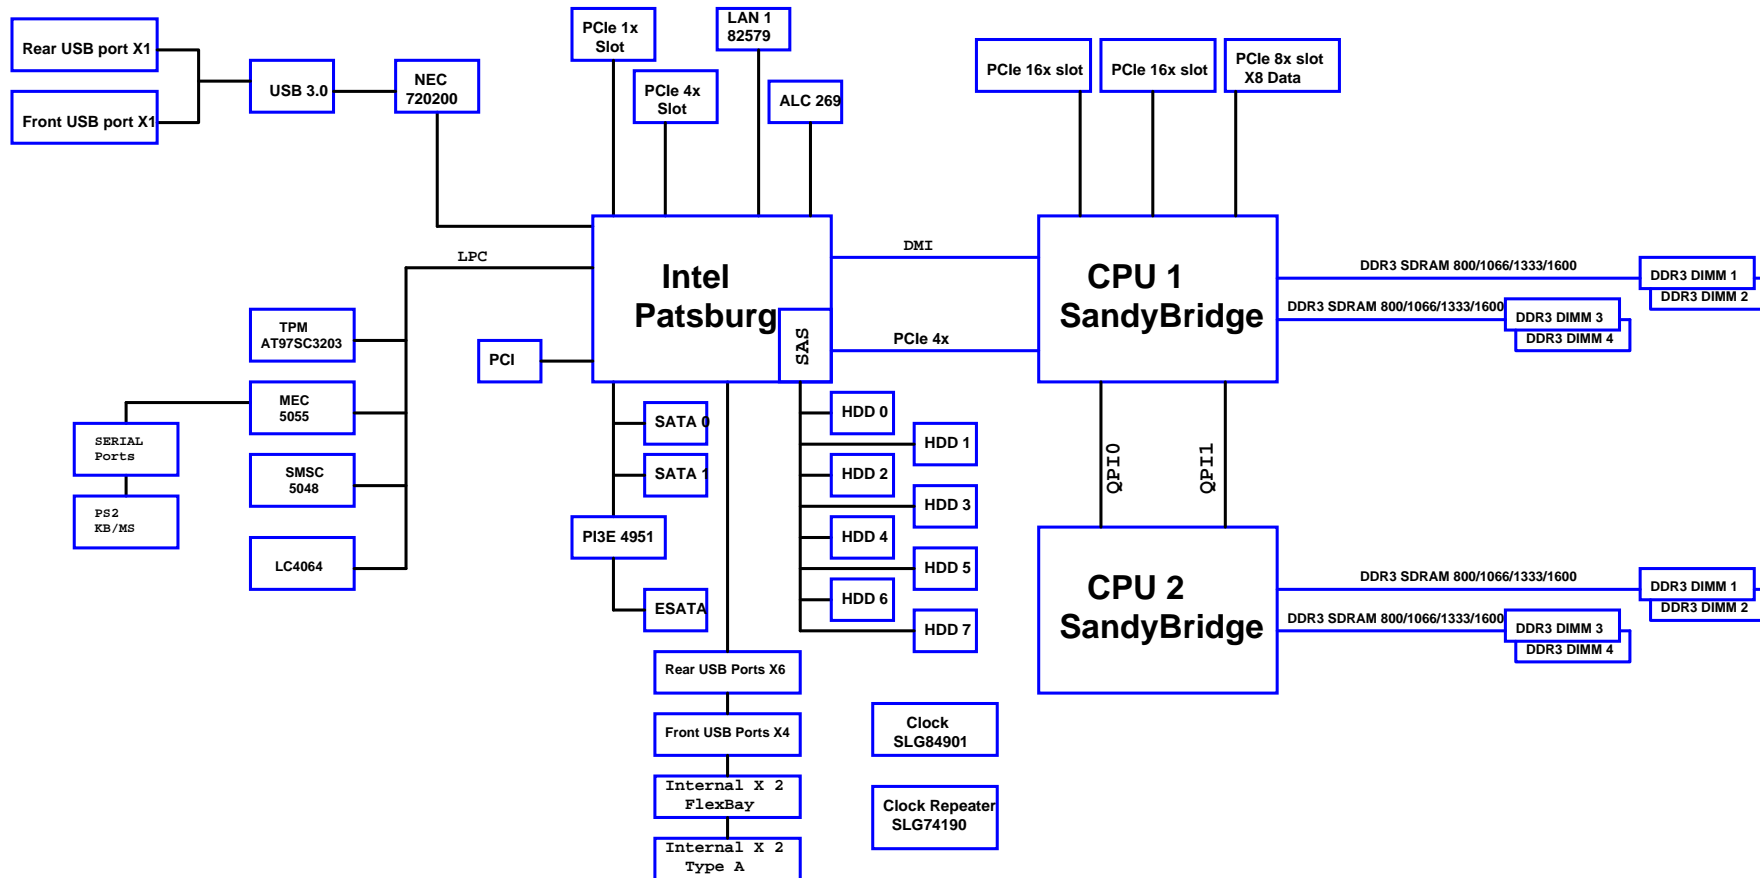 Rear USB port X1
Front USB port X1
USB 3.0
NEC
720200
PCIe 1x
Slot
PCIe 4x
Slot
LAN 1
82579
ALC 269
PCIe 16x slot
PCIe 16x slot
PCIe 8x slot
X8 Data
LPC
Intel
Patsburg
SAS
DMI
PCIe 4x
CPU 1
SandyBridge
DDR3 SDRAM 800/1066/1333/1600
DDR3 DIMM 1
DDR3 DIMM 2
DDR3 SDRAM 800/1066/1333/1600
DDR3 DIMM 3
DDR3 DIMM 4
TPM
AT97SC3203
PCI
MEC
5055
SERIAL
Ports
SMSC
5048
PS2
KB/MS
LC4064
SATA 0
SATA 1
PI3E 4951
ESATA
HDD 0
HDD 1
HDD 2
HDD 3
HDD 4
HDD 5
HDD 6
HDD 7
QPI0
QPI1
CPU 2
SandyBridge
DDR3 SDRAM 800/1066/1333/1600
DDR3 DIMM 1
DDR3 DIMM 2
DDR3 SDRAM 800/1066/1333/1600
DDR3 DIMM 3
DDR3 DIMM 4
Rear USB Ports X6
Front USB Ports X4
Internal X 2
FlexBay
Internal X 2
Type A
Clock
SLG84901
Clock Repeater
SLG74190